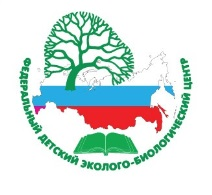 ФЕДЕРАЛЬНЫЙ ДЕТСКИЙ ЭКОЛОГО-БИОЛОГИЧЕСКИЙ ЦЕНТР